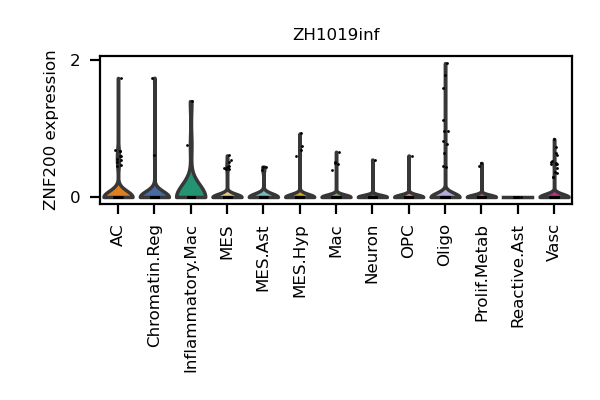 ZH1019inf
ZNF200 expression
2
0
AC
Chromatin.Reg
Inflammatory.Mac
MES
MES.Ast
MES.Hyp
Mac
Neuron
OPC
Oligo
Prolif.Metab
Reactive.Ast
Vasc